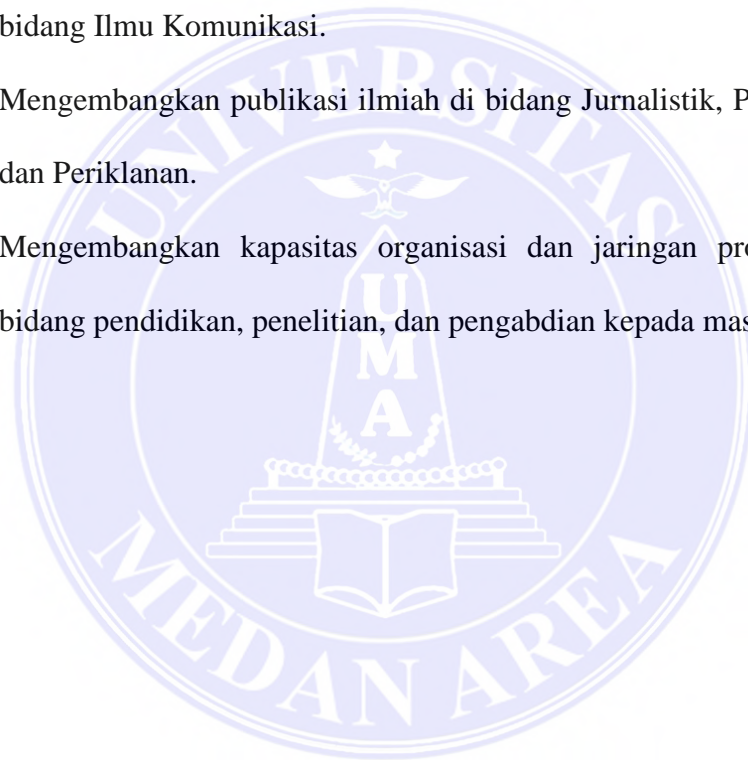 bidang Ilmu Komunikasi.
Mengembangkan publikasi ilmiah di bidang Jurnalistik,
dan Periklanan.
Mengembangkan kapasitas organisasi dan jaringan
bidang pendidikan, penelitian, dan pengabdian kepada
UNIVERSITAS
UMA
MEDAN AREA